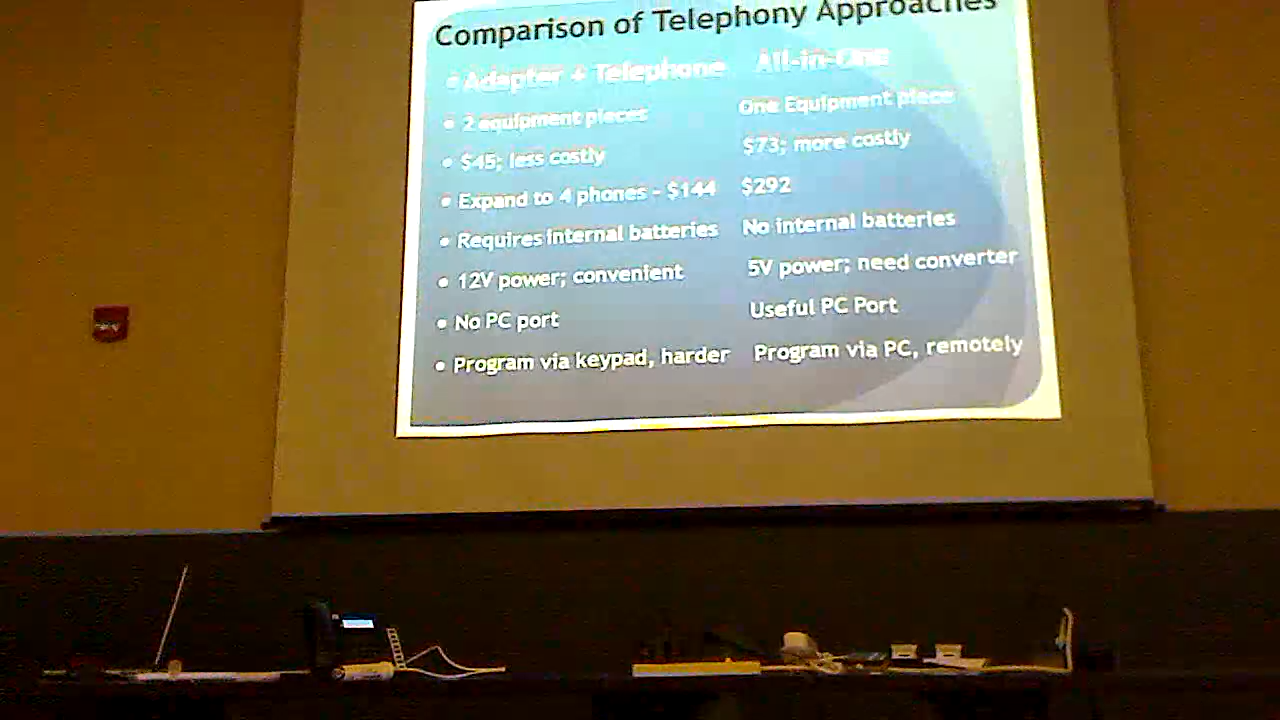 Comparison of Telephony Approaches
• Adapter + Telephone All-in-One
• 2 equipment pieces One Equipment piece
• $45; less costly $73; more costly
• Expand to 4 phones - $144 $292
• Requires internal batteries No internal batteries
• 12V power; convenient 5V power; need converter
• No PC port Useful PC Port
• Program via keypad, harder Program via PC, remotely